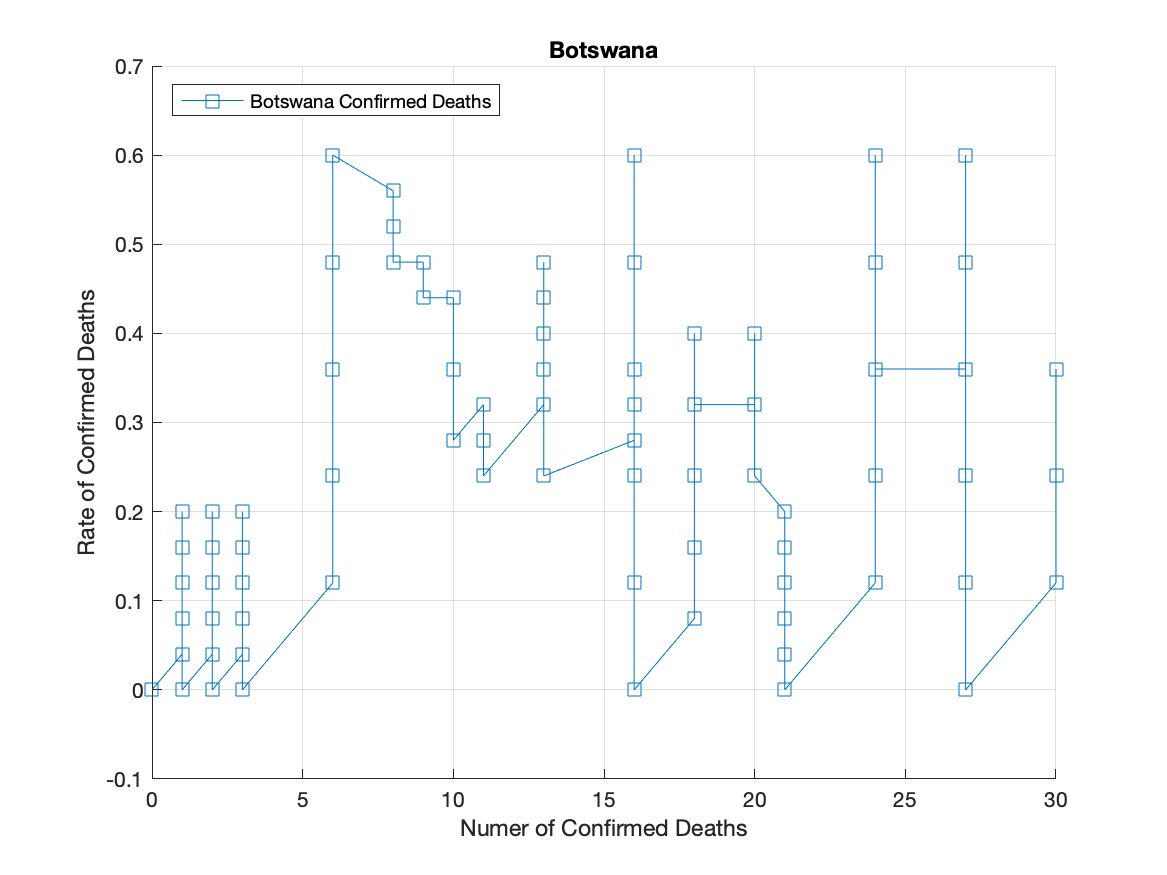 Botswana
Botswana Confirmed Deaths
0.7
0.6
0.5
0.4
0.3
0.2
0.1
0
-0.1
Rate of Confirmed Deaths
0 5 10 15 20 25 30
Numer of Confirmed Deaths